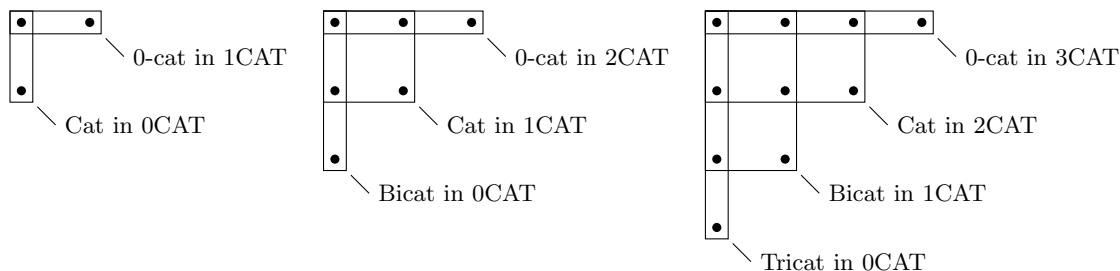 0-cat in 1CAT
Cat in 0CAT
0-cat in 2CAT
Cat in 1CAT
Bicat in 0CAT
0-cat in 3CAT
Cat in 2CAT
Bicat in 1CAT
Tricat in 0CAT